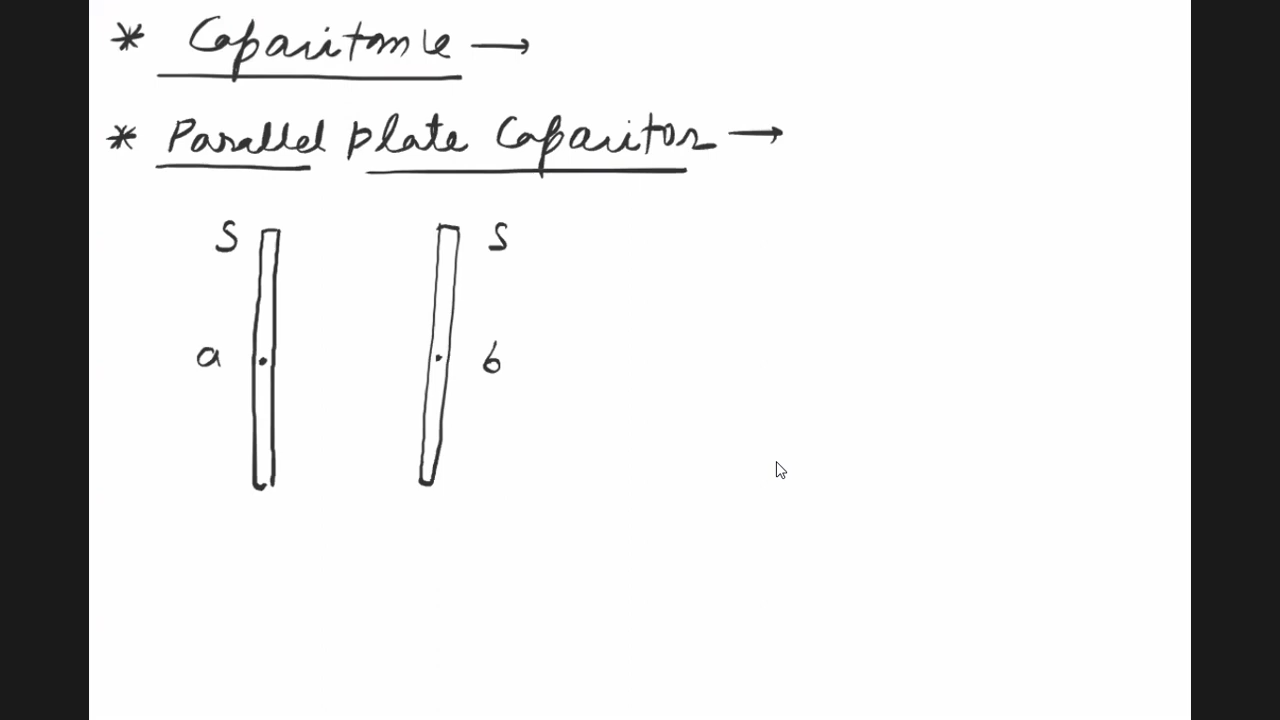 * Capacitance →
* Parallel plate Capacitor →
S S
a b